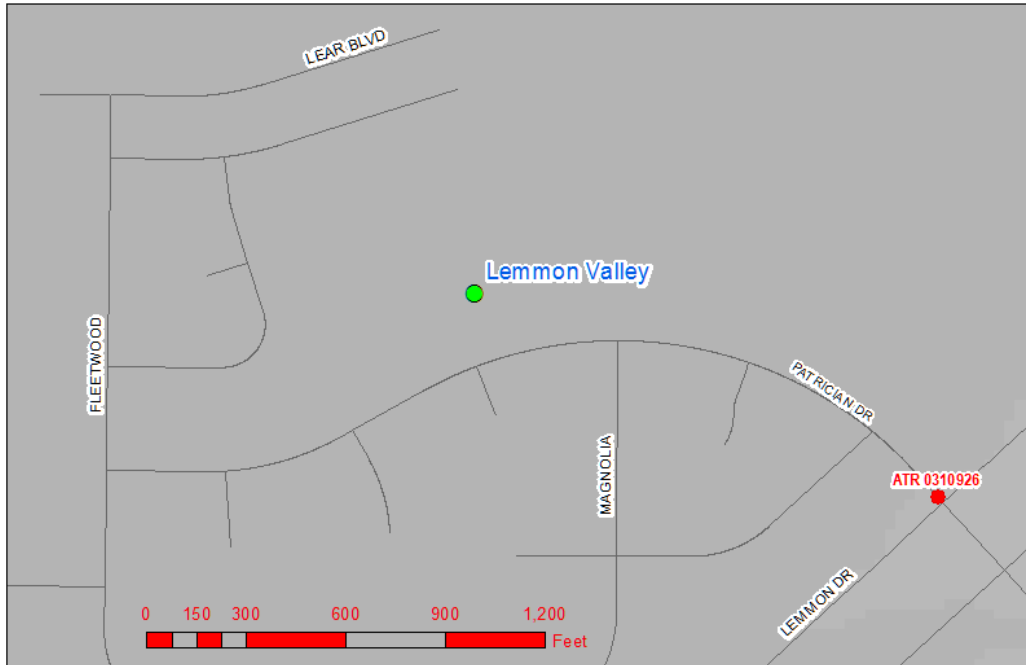 LEAR BLVD
Lemmon Valley
FLEETWOOD
PATRICIAN DR
MAGNOLIA
ATR 0310926
LEMMON DR
0 150 300 600 900 1,200
Feet